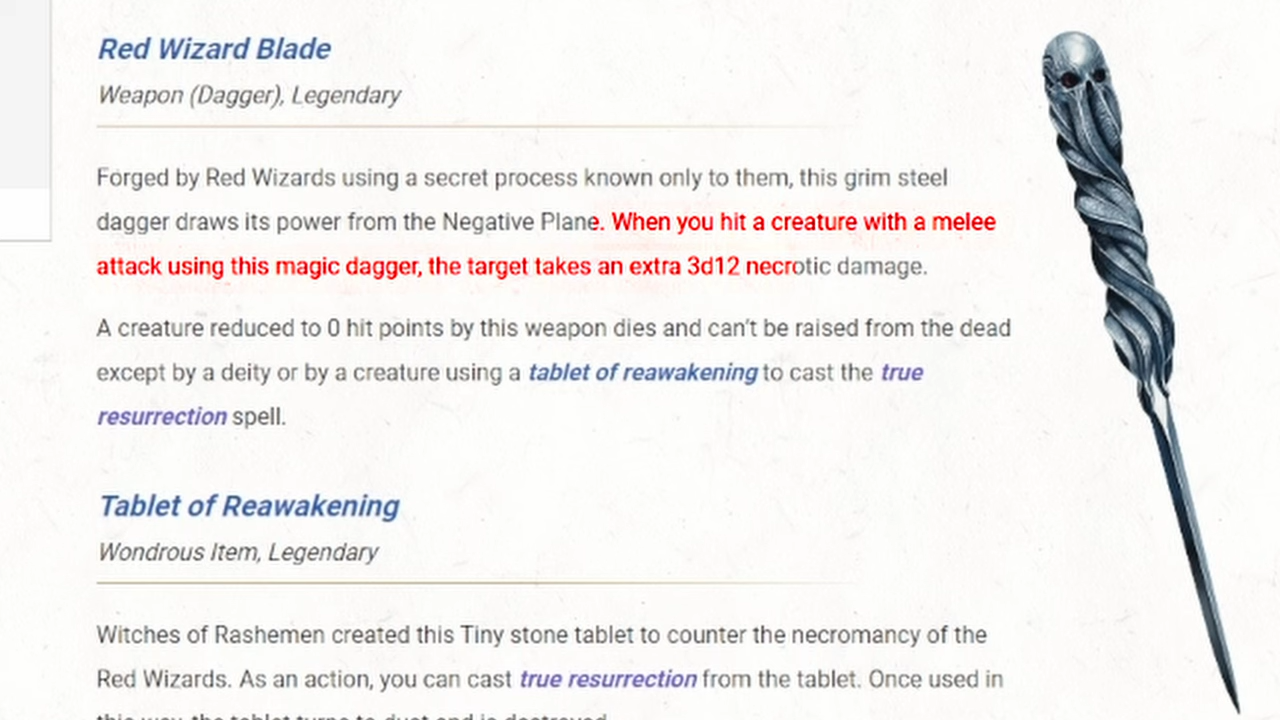 Red Wizard Blade
Weapon (Dagger), Legendary
Forged by Red Wizards using a secret process known only to them, this grim steel
dagger draws its power from the Negative Plane. When you hit a creature with a melee
attack using this magic dagger, the target takes an extra 3d12 necrotic damage.
A creature reduced to 0 hit points by this weapon dies and can’t be raised from the dead
except by a deity or by a creature using a tablet of reawakening to cast the true
resurrection spell.
Tablet of Reawakening
Wondrous Item, Legendary
Witches of Rashemen created this Tiny stone tablet to counter the necromancy of the
Red Wizards. As an action, you can cast true resurrection from the tablet. Once used in
this way, the tablet turns to dust and is destroyed.